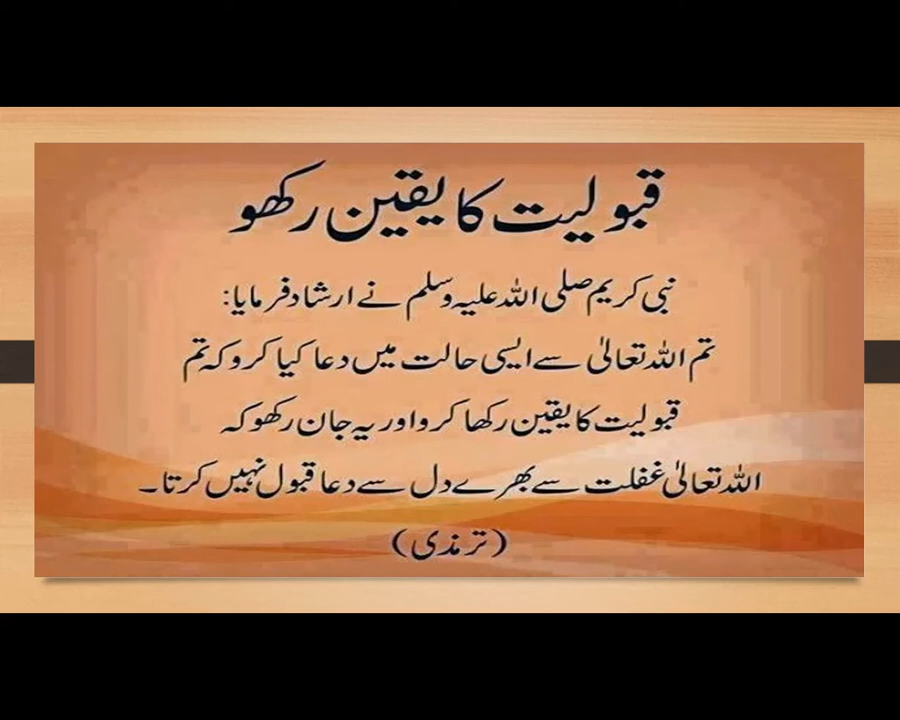 قبولیت کا یقین رکھو
نبی کریم صلی اللہ علیہ وسلم نے ارشاد فرمایا:
تم اللہ تعالیٰ سے ایسی حالت میں دعا کیا کرو کہ تم
قبولیت کا یقین رکھا کرو اور یہ جان رکھو کہ
اللہ تعالیٰ غفلت سے بھرے دل سے دعا قبول نہیں کرتا۔
(ترمذی)